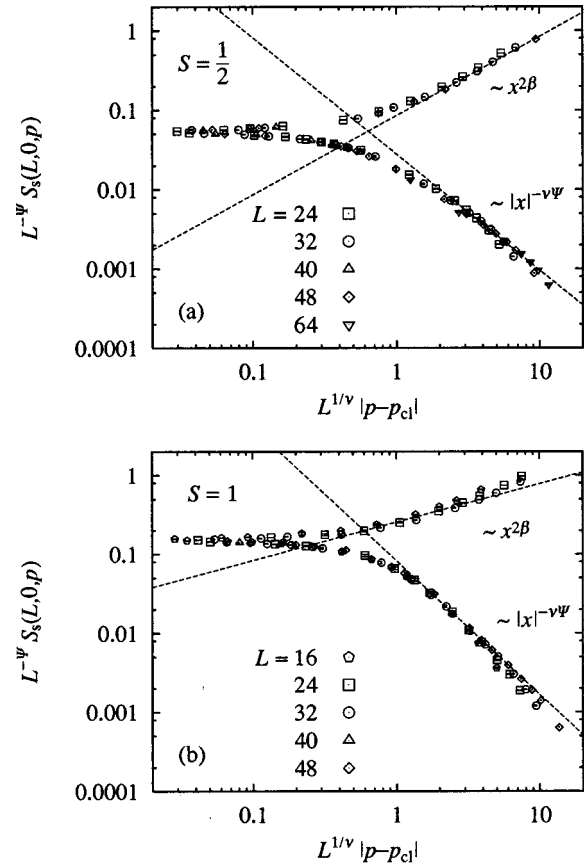 1
0.1
0.01
0.001
0.0001
L^{-Ψ} S_s(L,0,p)
S = 1/2
~ x^{2β}
~ |x|^{-νΨ}
L = 24
32
40
48
64
(a)
0.1
1
10
L^{1/ν} |p–p_{cl}|
1
0.1
0.01
0.001
0.0001
L^{-Ψ} S_s(L,0,p)
S = 1
~ x^{2β}
~ |x|^{-νΨ}
L = 16
24
32
40
48
(b)
0.1
1
10
L^{1/ν} |p–p_{cl}|